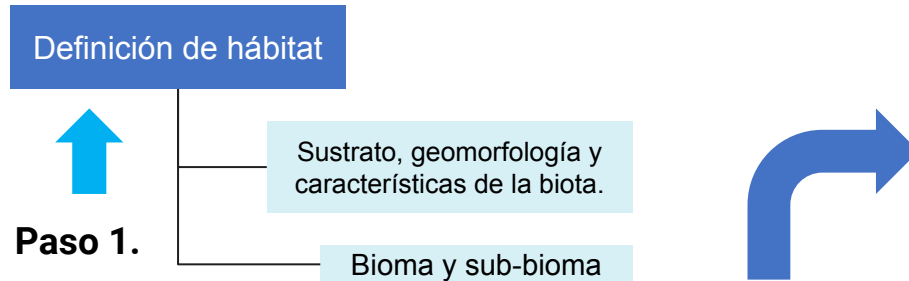 Definición de hábitat
Sustrato, geomorfología y
características de la biota.
Paso 1.
Bioma y sub-bioma